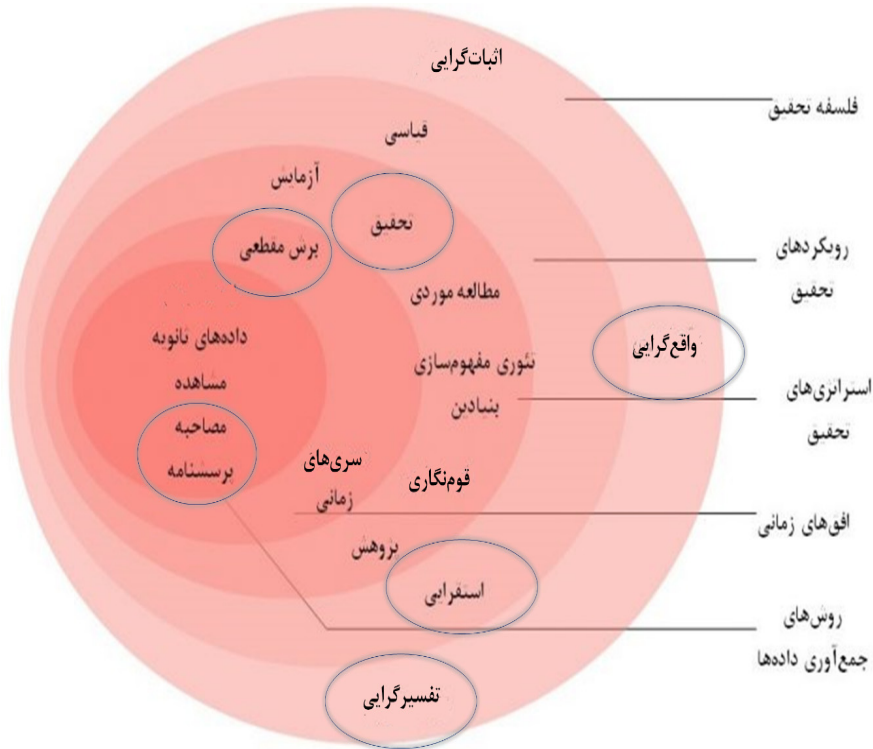 اثبات‌گرایی
فلسفه تحقیق
قیاسی
آزمایش
تحقیق
برش مقطعی
رویکردهای
تحقیق
مطالعه موردی
داده‌های ثانویه
واقع‌گرایی
تئوری مفهوم‌سازی
بنیادین
مشاهده
استراتژی‌های
تحقیق
مصاحبه
پرسشنامه
سری‌های
زمانی
قوم‌نگاری
افق‌های زمانی
پژوهش
استقرایی
روش‌های
جمع‌آوری داده‌ها
تفسیرگرایی